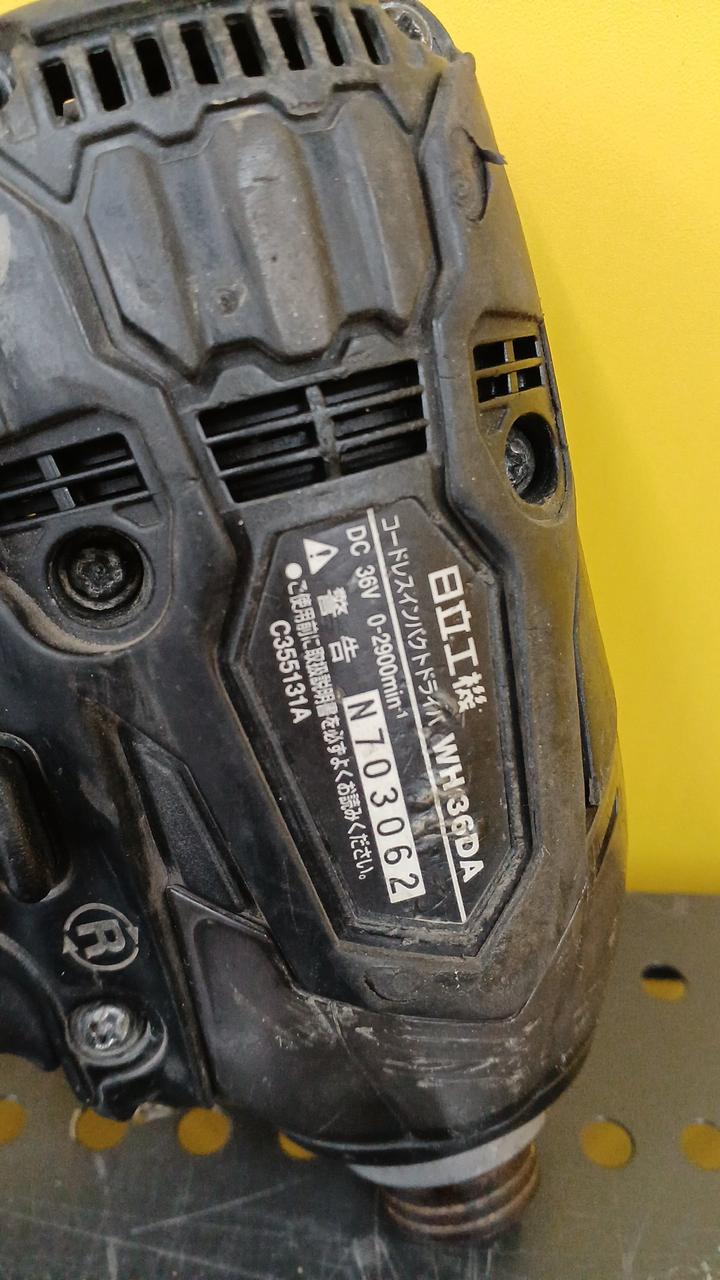 日立工機 WH 36DA
コードレスインパクトドライバ
DC 36V 0-2900min⁻¹
⚠ 警告 N703062
●ご使用前に取扱説明書を必ずよくお読みください。
C355131A
R